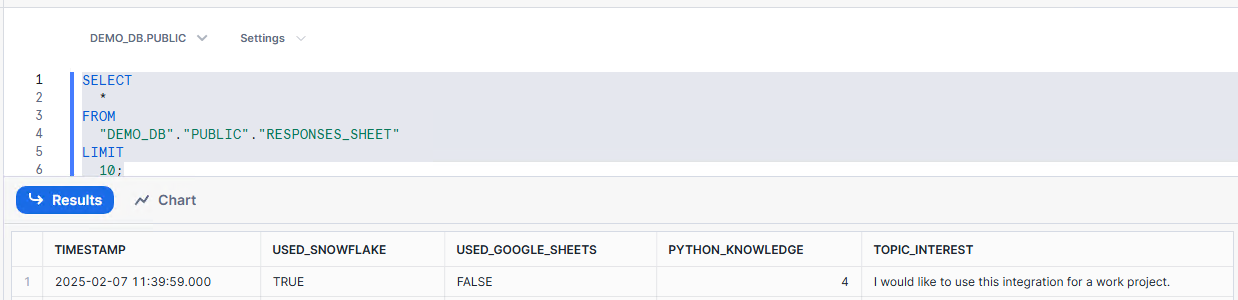 DEMO_DB.PUBLIC Settings
1 SELECT
2 *
3 FROM
4 "DEMO_DB"."PUBLIC"."RESPONSES_SHEET"
5 LIMIT
6 10;
Results Chart
TIMESTAMP USED_SNOWFLAKE USED_GOOGLE_SHEETS PYTHON_KNOWLEDGE TOPIC_INTEREST
1 2025-02-07 11:39:59.000 TRUE FALSE 4 I would like to use this integration for a work project.